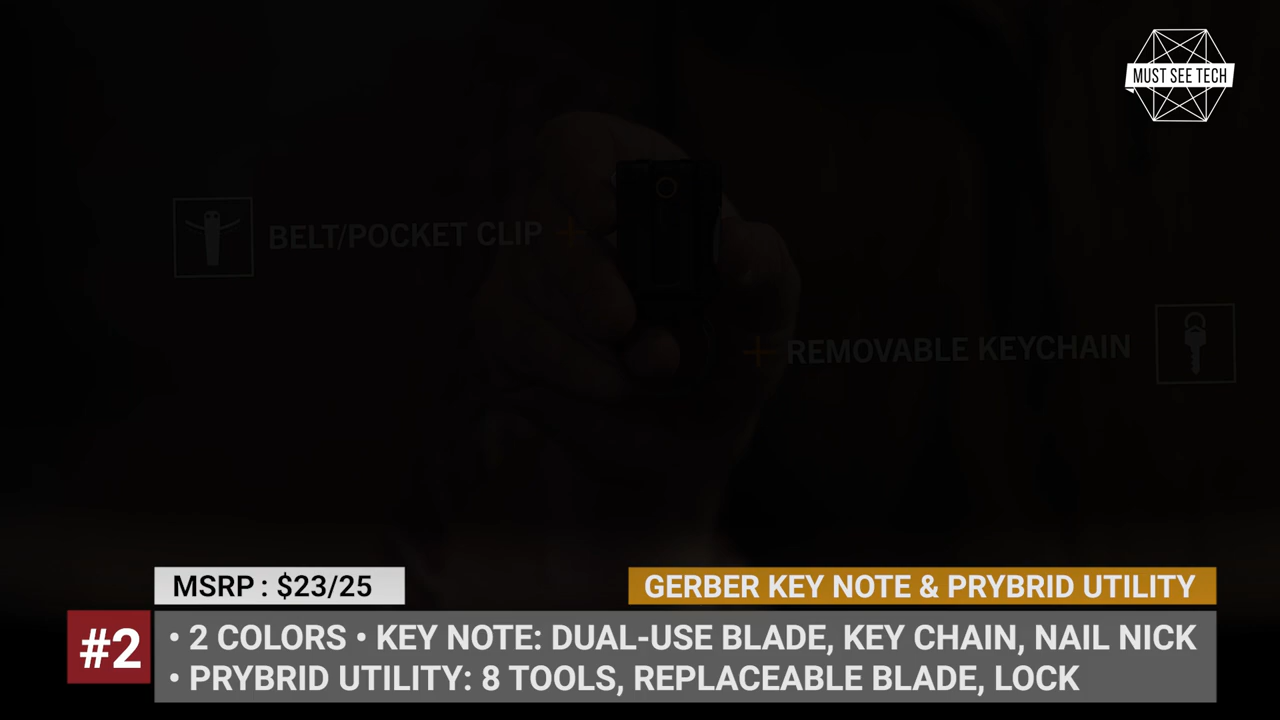 MUST SEE TECH
BELT/POCKET CLIP
REMOVABLE KEYCHAIN
MSRP : $23/25
GERBER KEY NOTE & PRYBRID UTILITY
#2
• 2 COLORS • KEY NOTE: DUAL-USE BLADE, KEY CHAIN, NAIL NICK
• PRYBRID UTILITY: 8 TOOLS, REPLACEABLE BLADE, LOCK